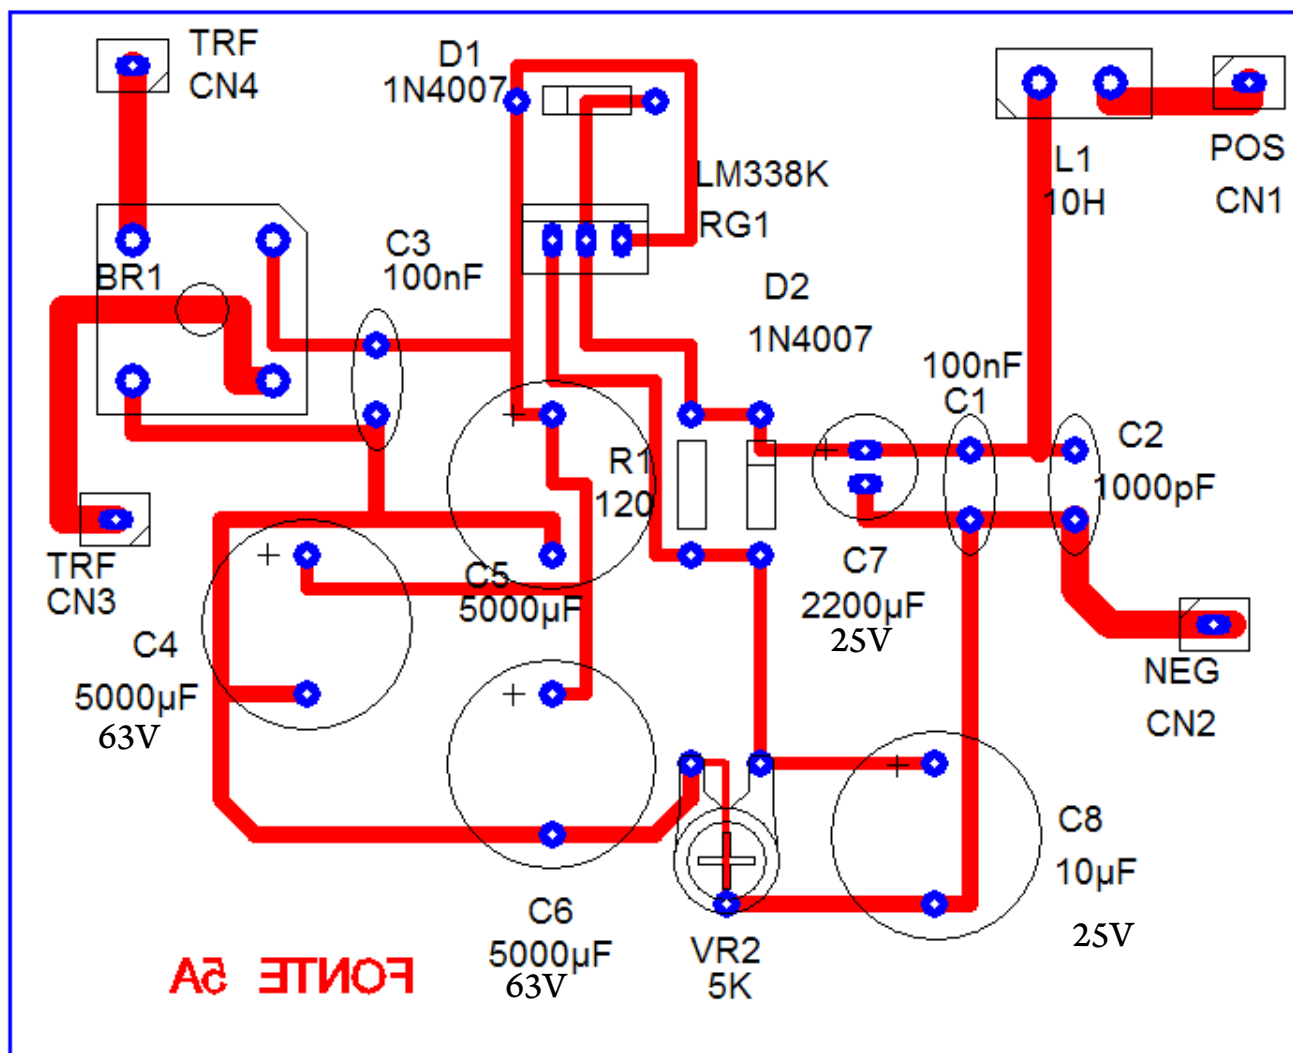 TRF
CN4
D1
1N4007
L1
10H
POS
CN1
LM338K
RG1
BR1
C3
100nF
D2
1N4007
100nF
C1
C2
1000pF
R1
120
TRF
CN3
C5
5000µF
C7
2200µF
25V
C4
5000µF
63V
NEG
CN2
C8
10µF
25V
C6
5000µF
63V
VR2
5K
FONTE 5A